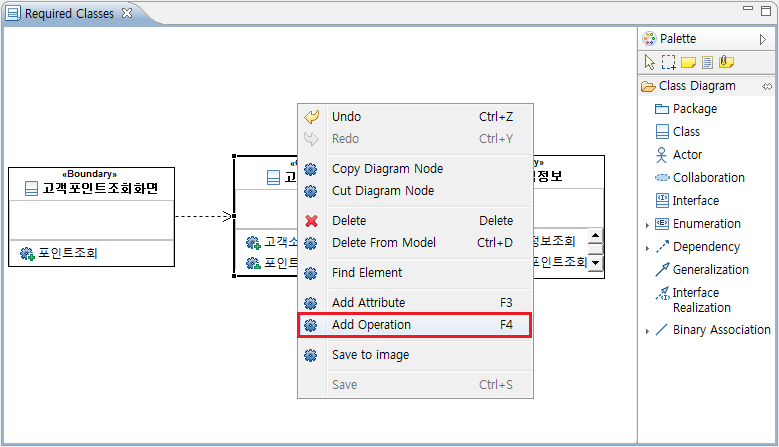 Required Classes
Palette
Class Diagram
Package
Class
Actor
Collaboration
Interface
Enumeration
Dependency
Generalization
Interface
Realization
Binary Association
«Boundary»
고객포인트조회화면
포인트조회
고객소
포인트
정보
정보조회
포인트조회
Undo Ctrl+Z
Redo Ctrl+Y
Copy Diagram Node
Cut Diagram Node
Delete Delete
Delete From Model Ctrl+D
Find Element
Add Attribute F3
Add Operation F4
Save to image
Save Ctrl+S